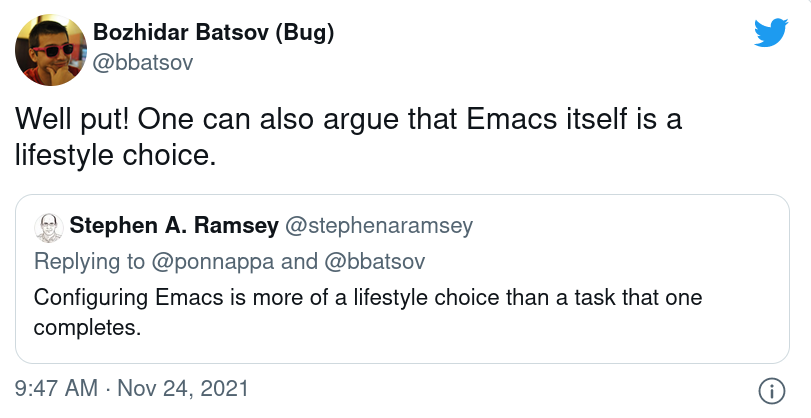 Bozhidar Batsov (Bug)
@bbatsov
Well put! One can also argue that Emacs itself is a
lifestyle choice.
Stephen A. Ramsey @stephenaramsey
Replying to @ponnappa and @bbatsov
Configuring Emacs is more of a lifestyle choice than a task that one
completes.
9:47 AM · Nov 24, 2021